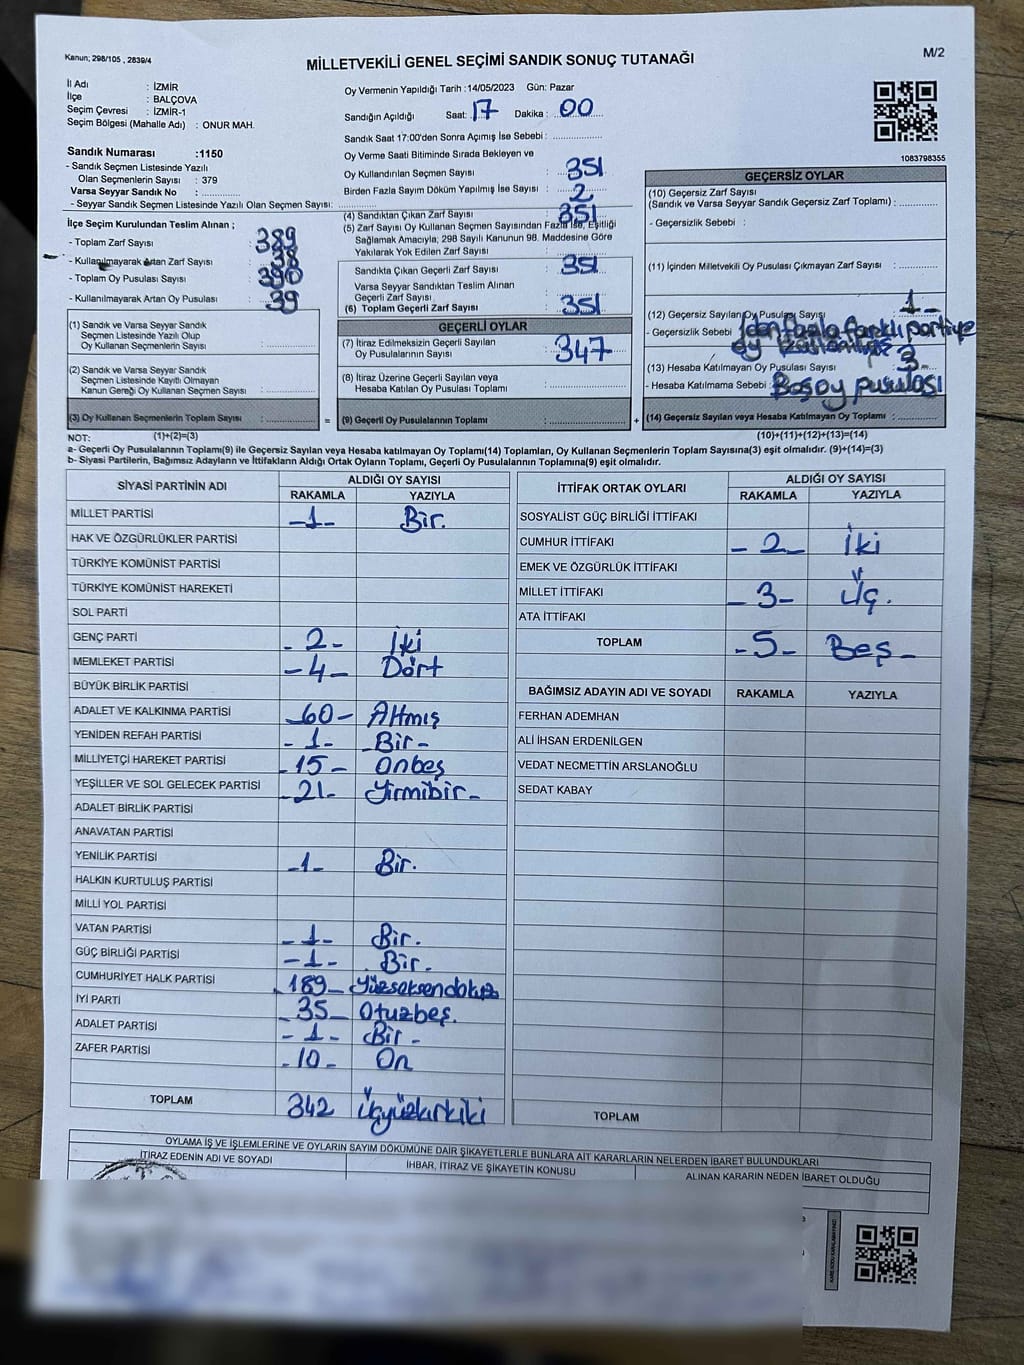 Kanun; 298/105 , 2839/4
MİLLETVEKİLİ GENEL SEÇİMİ SANDIK SONUÇ TUTANAĞI
M/2
İl Adı : İZMİR
İlçe : BALÇOVA
Seçim Çevresi : İZMİR-1
Seçim Bölgesi (Mahalle Adı) : ONUR MAH.
Oy Vermenin Yapıldığı Tarih :14/05/2023 Gün: Pazar
Sandığın Açıldığı Saat: 17 Dakika : 00
Sandık Saat 17:00'den Sonra Açılmış İse Sebebi :
1083798355
Sandık Numarası :1150
- Sandık Seçmen Listesinde Yazılı
Olan Seçmenlerin Sayısı : 379
Varsa Seyyar Sandık No :
- Seyyar Sandık Seçmen Listesinde Yazılı Olan Seçmen Sayısı:
Oy Verme Saati Bitiminde Sırada Bekleyen ve
Oy Kullandırılan Seçmen Sayısı : 351
Birden Fazla Sayım Döküm Yapılmış İse Sayısı : 2
İlçe Seçim Kurulundan Teslim Alınan ;
- Toplam Zarf Sayısı : 389
- Kullanılmayarak Artan Zarf Sayısı : 38
- Toplam Oy Pusulası Sayısı : 390
- Kullanılmayarak Artan Oy Pusulası : 39
(4) Sandıktan Çıkan Zarf Sayısı : 351
(5) Zarf Sayısı Oy Kullanan Seçmen Sayısından Fazla İse, Eşitliği
Sağlamak Amacıyla, 298 Sayılı Kanunun 98. Maddesine Göre
Yakılarak Yok Edilen Zarf Sayısı :
Sandıkta Çıkan Geçerli Zarf Sayısı : 351
Varsa Seyyar Sandıktan Teslim Alınan
Geçerli Zarf Sayısı
(6) Toplam Geçerli Zarf Sayısı : 351
GEÇERSİZ OYLAR
(10) Geçersiz Zarf Sayısı
(Sandık ve Varsa Seyyar Sandık Geçersiz Zarf Toplamı) :
- Geçersizlik Sebebi :
(11) İçinden Milletvekili Oy Pusulası Çıkmayan Zarf Sayısı :
(12) Geçersiz Sayılan Oy Pusulası Sayısı : 1-
- Geçersizlik Sebebi : 1den fazla farklı partiye
oy
(13) Hesaba Katılmayan Oy Pusulası Sayısı : 3
- Hesaba Katılmama Sebebi : Boş oy pusulası
(1) Sandık ve Varsa Seyyar Sandık
Seçmen Listesinde Yazılı Olup
Oy Kullanan Seçmenlerin Sayısı :
(2) Sandık ve Varsa Seyyar Sandık
Seçmen Listesinde Kayıtlı Olmayan
Kanun Gereği Oy Kullanan Seçmen Sayısı :
GEÇERLİ OYLAR
(7) İtiraz Edilmeksizin Geçerli Sayılan
Oy Pusulalarının Sayısı : 347
(8) İtiraz Üzerine Geçerli Sayılan veya
Hesaba Katılan Oy Pusulası Toplamı :
(3) Oy Kullanan Seçmenlerin Toplam Sayısı : = (9) Geçerli Oy Pusulalarının Toplamı : + (14) Geçersiz Sayılan veya Hesaba Katılmayan Oy Toplamı :
NOT: (1)+(2)=(3) (10)+(11)+(12)+(13)=(14)
a- Geçerli Oy Pusulalarının Toplamı(9) ile Geçersiz Sayılan veya Hesaba katılmayan Oy Toplamı(14) Toplamları, Oy Kullanan Seçmenlerin Toplam Sayısına(3) eşit olmalıdır. (9)+(14)=(3)
b- Siyasi Partilerin, Bağımsız Adayların ve İttifakların Aldığı Ortak Oyların Toplamı, Geçerli Oy Pusulalarının Toplamına(9) eşit olmalıdır.
SİYASİ PARTİNİN ADI ALDIĞI OY SAYISI
RAKAMLA YAZIYLA
MİLLET PARTİSİ -1- Bir.
HAK VE ÖZGÜRLÜKLER PARTİSİ
TÜRKİYE KOMÜNİST PARTİSİ
TÜRKİYE KOMÜNİST HAREKETİ
SOL PARTİ
GENÇ PARTİ -2- İki
MEMLEKET PARTİSİ -4- Dört
BÜYÜK BİRLİK PARTİSİ
ADALET VE KALKINMA PARTİSİ -60- Altmış
YENİDEN REFAH PARTİSİ -1- -Bir-
MİLLİYETÇİ HAREKET PARTİSİ -15- Onbeş
YEŞİLLER VE SOL GELECEK PARTİSİ -21- Yirmibir-
ADALET BİRLİK PARTİSİ
ANAVATAN PARTİSİ
YENİLİK PARTİSİ -1- Bir.
HALKIN KURTULUŞ PARTİSİ
MİLLİ YOL PARTİSİ
VATAN PARTİSİ -1- Bir.
GÜÇ BİRLİĞİ PARTİSİ -1- Bir.
CUMHURİYET HALK PARTİSİ -189- Yüzseksendokuz
İYİ PARTİ -35- Otuzbeş.
ADALET PARTİSİ -1- Bir-
ZAFER PARTİSİ -10- On
TOPLAM 342 Üçyüzkırkiki
İTTİFAK ORTAK OYLARI ALDIĞI OY SAYISI
RAKAMLA YAZIYLA
SOSYALİST GÜÇ BİRLİĞİ İTTİFAKI
CUMHUR İTTİFAKI -2- İki
EMEK VE ÖZGÜRLÜK İTTİFAKI
MİLLET İTTİFAKI -3- Üç.
ATA İTTİFAKI
TOPLAM -5- Beş-
BAĞIMSIZ ADAYIN ADI VE SOYADI RAKAMLA YAZIYLA
FERHAN ADEMHAN
ALİ İHSAN ERDENİLGEN
VEDAT NECMETTİN ARSLANOĞLU
SEDAT KABAY
TOPLAM
OYLAMA İŞ VE İŞLEMLERİNE VE OYLARIN SAYIM DÖKÜMÜNE DAİR ŞİKAYETLERLE BUNLARA AİT KARARLARIN NELERDEN İBARET BULUNDUKLARI
İTİRAZ EDENİN ADI VE SOYADI İHBAR, İTİRAZ VE ŞİKAYETİN KONUSU ALINAN KARARIN NEDEN İBARET OLDUĞU